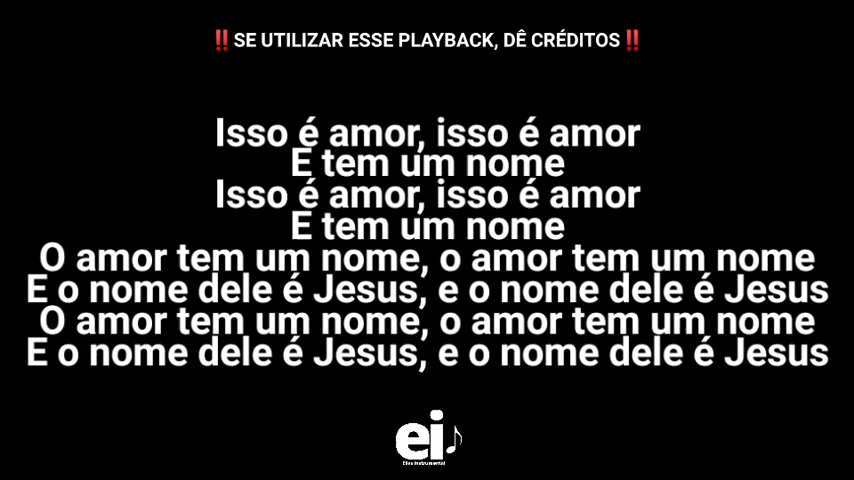 ‼️SE UTILIZAR ESSE PLAYBACK, DÊ CRÉDITOS‼️
Isso é amor, isso é amor
E tem um nome
Isso é amor, isso é amor
E tem um nome
O amor tem um nome, o amor tem um nome
E o nome dele é Jesus, e o nome dele é Jesus
O amor tem um nome, o amor tem um nome
E o nome dele é Jesus, e o nome dele é Jesus
ei